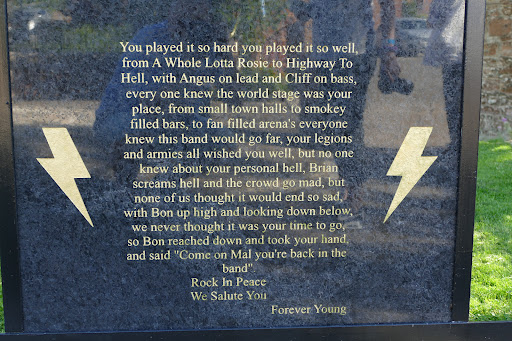 You played it so hard you played it so well,
from A Whole Lotta Rosie to Highway To
Hell, with Angus on lead and Cliff on bass,
every one knew the world stage was your
place, from small town halls to smokey
filled bars, to fan filled arena's everyone
knew this band would go far, your legions
and armies all wished you well, but no one
knew about your personal hell, Brian
screams hell and the crowd go mad, but
none of us thought it would end so sad,
with Bon up high and looking down below,
we never thought it was your time to go,
so Bon reached down and took your hand,
and said "Come on Mal you're back in the
band".
Rock In Peace
We Salute You
Forever Young